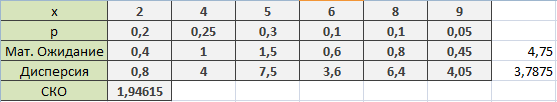 x 2 4 5 6 8 9
p 0,2 0,25 0,3 0,1 0,1 0,05
Мат. Ожидание 0,4 1 1,5 0,6 0,8 0,45 4,75
Дисперсия 0,8 4 7,5 3,6 6,4 4,05 3,7875
СКО 1,94615